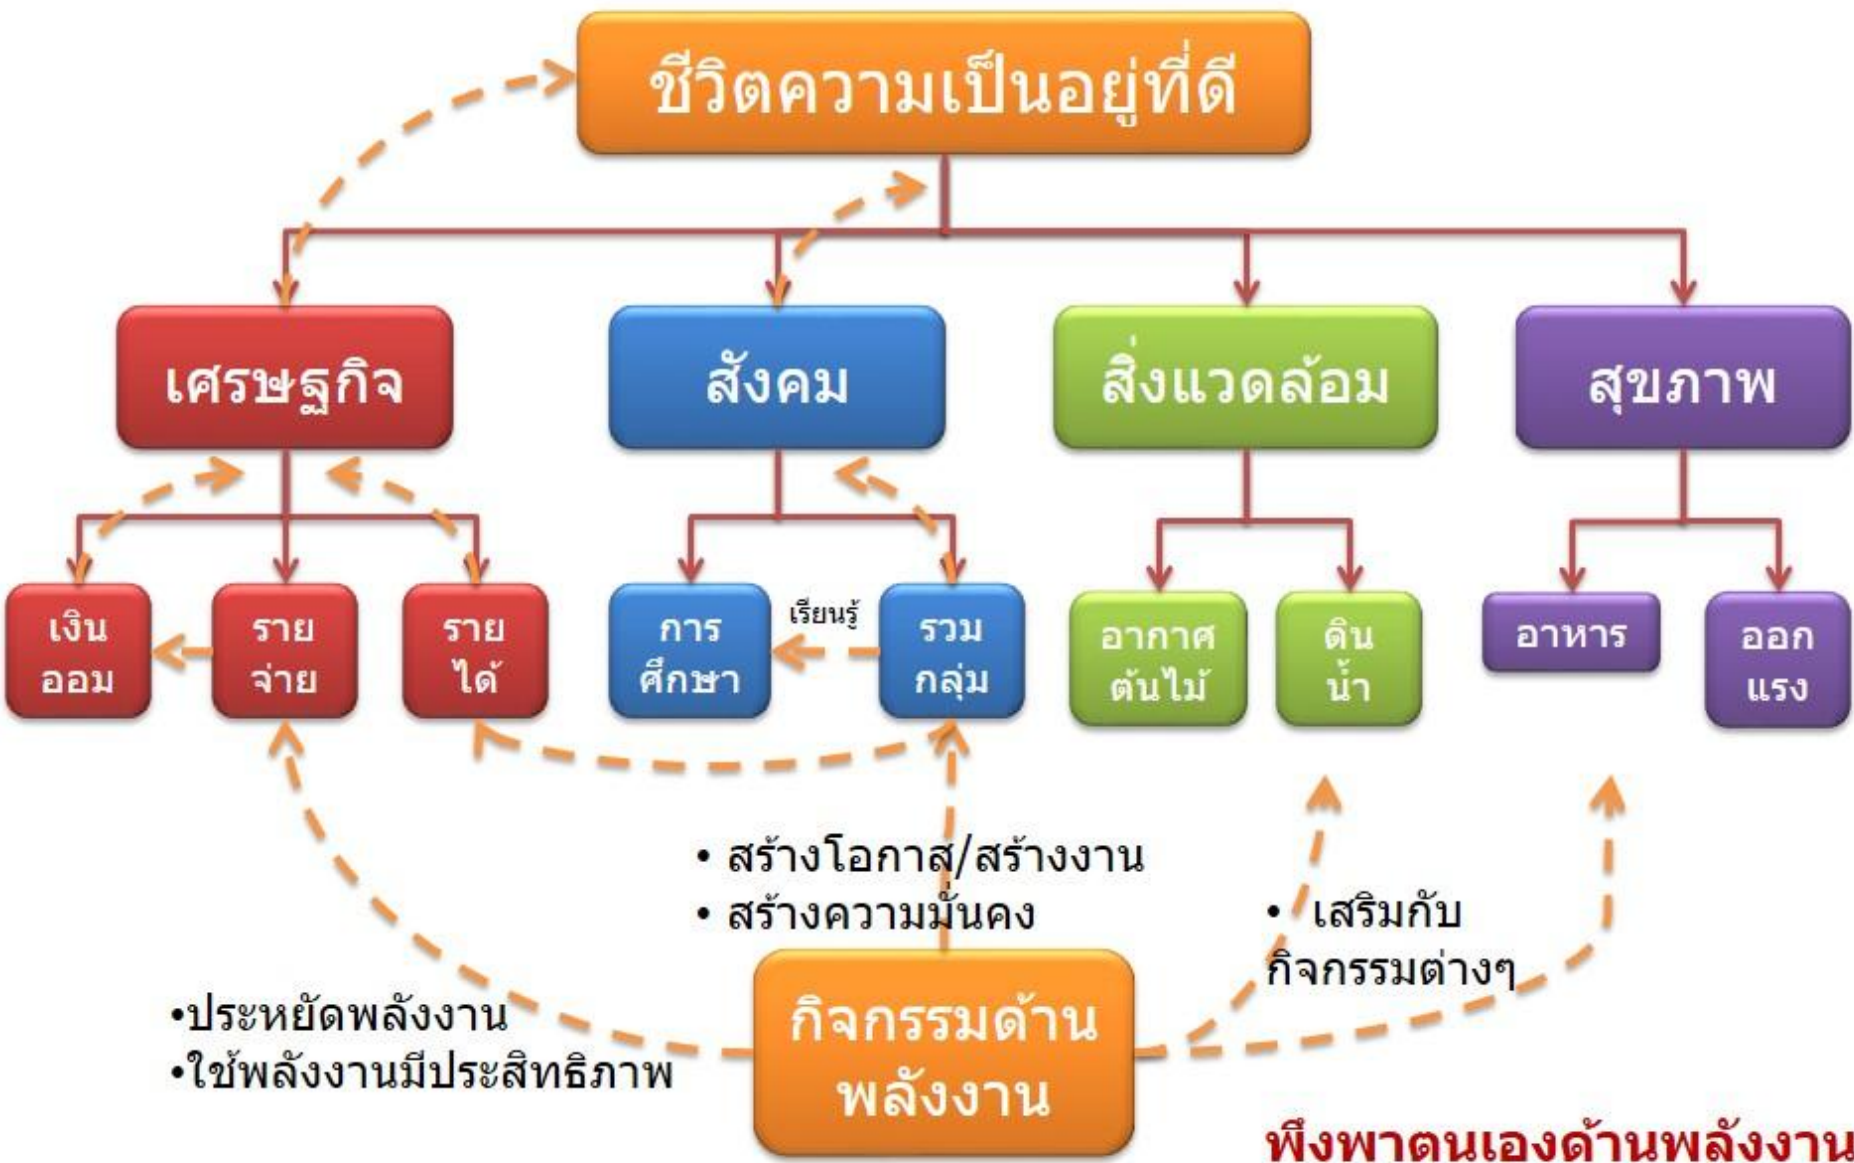 ชีวิตความเป็นอยู่ที่ดี
เศรษฐกิจ
สังคม
สิ่งแวดล้อม
สุขภาพ
เงิน
ออม
ราย
จ่าย
ราย
ได้
การ
ศึกษา
เรียนรู้
รวม
กลุ่ม
อากาศ
ต้นไม้
ดิน
น้ำ
อาหาร
ออก
แรง
• สร้างโอกาส/สร้างงาน
• สร้างความมั่นคง
• เสริมกับ
กิจกรรมต่างๆ
•ประหยัดพลังงาน
•ใช้พลังงานมีประสิทธิภาพ
กิจกรรมด้าน
พลังงาน
พึงพาตนเองด้านพลังงาน